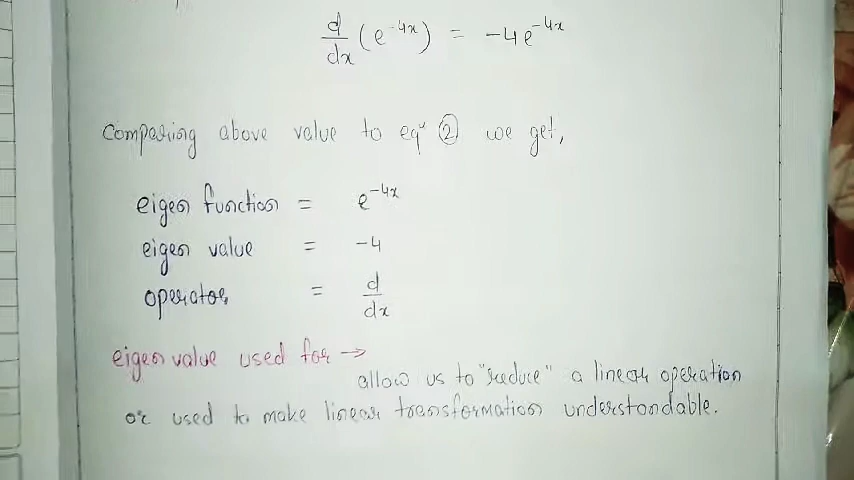 d/dx (e^-4x) = -4e^-4x
Comparing above value to eqⁿ ② we get,
eigen function = e^-4x
eigen value = -4
operator = d/dx
eigen value used for →
allow us to "reduce" a linear operation
or used to make linear transformation understandable.